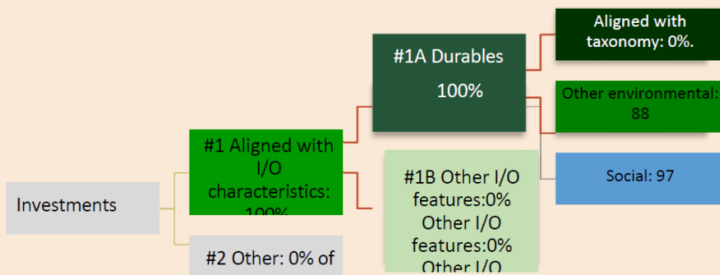 Investments
#1 Aligned with
I/O
characteristics:
100%
#2 Other: 0% of
#1A Durables
100%
#1B Other I/O
features:0%
Other I/O
features:0%
Other I/O
Aligned with
taxonomy: 0%.
Other environmental:
88
Social: 97